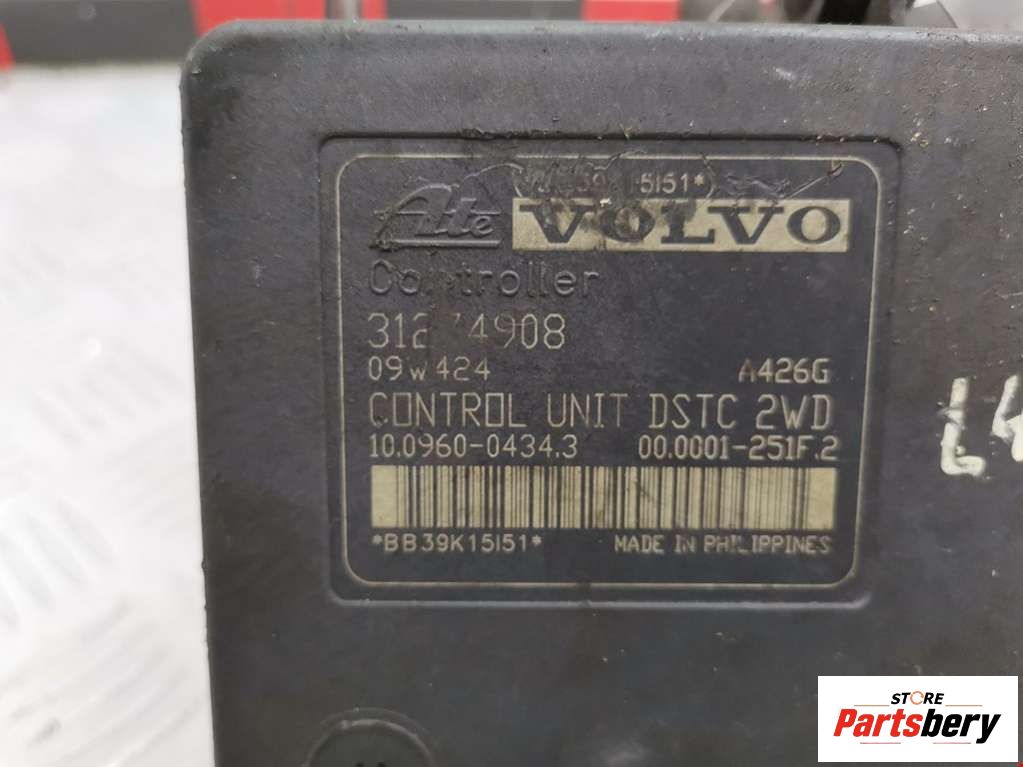 Ate VOLVO
Controller
09W424 A426G
CONTROL UNIT DSTC 2WD
10.0960-0434.3 00.0001-251F.2
*BB39K15I51* MADE IN PHILIPPINES
STORE
Partsbery